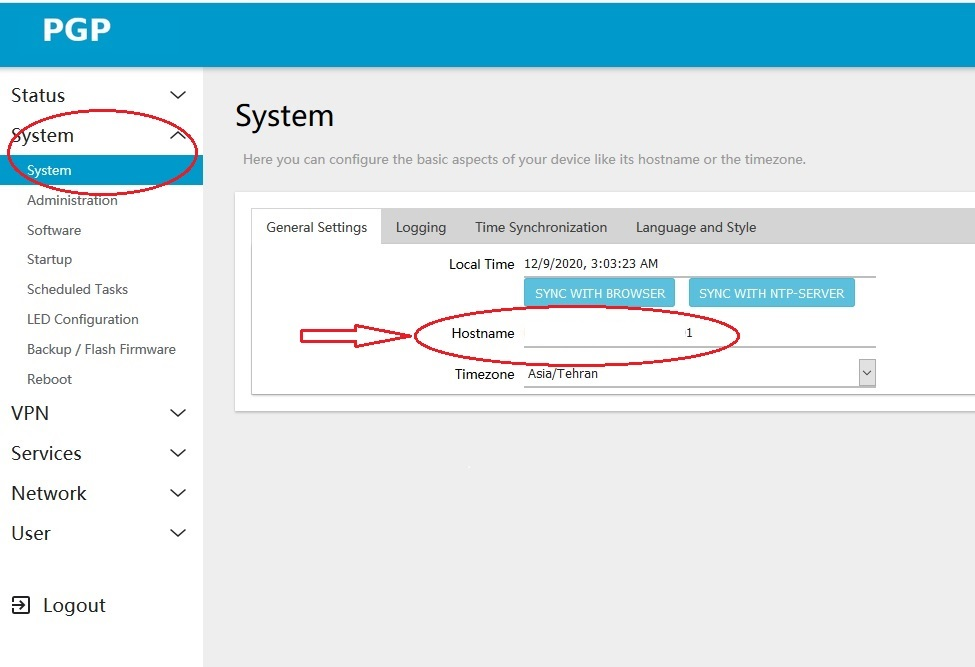 PGP
Status
System
System
Administration
Software
Startup
Scheduled Tasks
LED Configuration
Backup / Flash Firmware
Reboot
VPN
Services
Network
User
Logout
System
Here you can configure the basic aspects of your device like its hostname or the timezone.
General Settings Logging Time Synchronization Language and Style
Local Time 12/9/2020, 3:03:23 AM
SYNC WITH BROWSER SYNC WITH NTP-SERVER
Hostname 1
Timezone Asia/Tehran